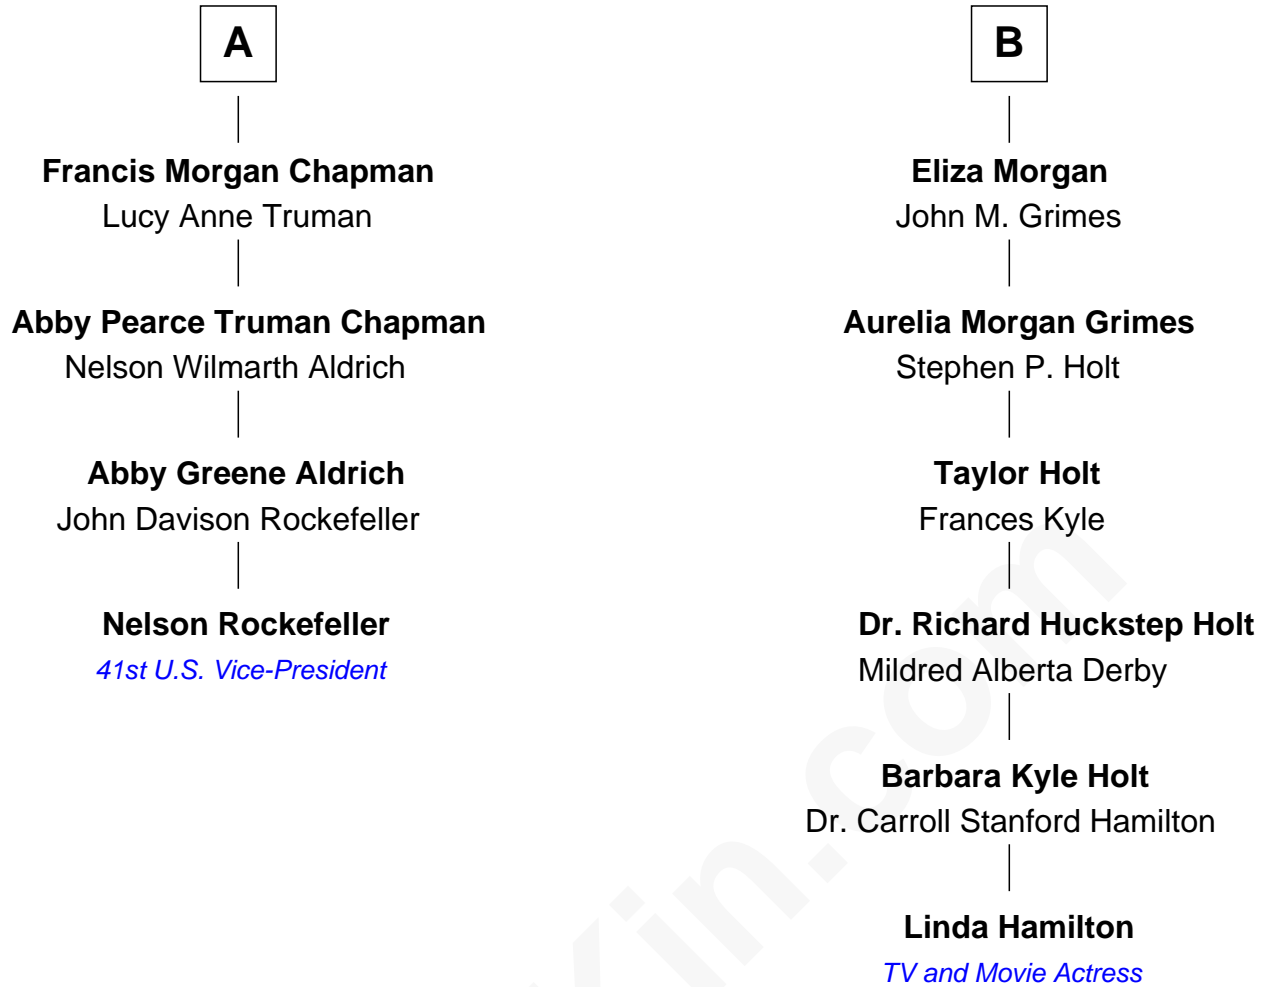 A
Francis Morgan Chapman
Lucy Anne Truman
Abby Pearce Truman Chapman
Nelson Wilmarth Aldrich
Abby Greene Aldrich
John Davison Rockefeller
Nelson Rockefeller
41st U.S. Vice-President
B
Eliza Morgan
John M. Grimes
Aurelia Morgan Grimes
Stephen P. Holt
Taylor Holt
Frances Kyle
Dr. Richard Huckstep Holt
Mildred Alberta Derby
Barbara Kyle Holt
Dr. Carroll Stanford Hamilton
Linda Hamilton
TV and Movie Actress
Kin.com